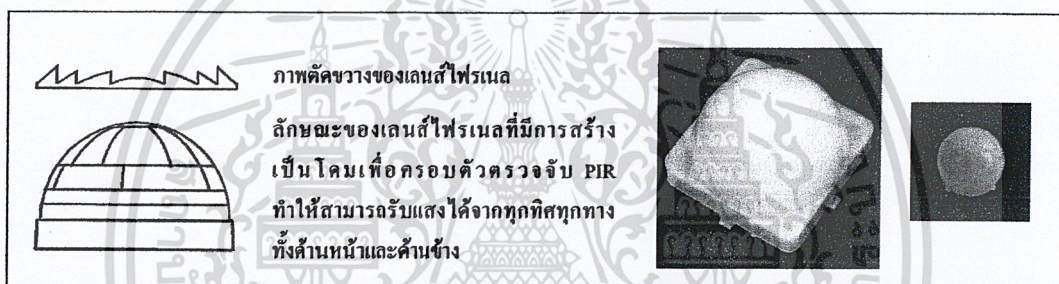 ภาพตัดขวางของเลนส์ไฟรเนล
ลักษณะของเลนส์ไฟรเนลที่มีการสร้าง
เป็นโดมเพื่อครอบตัวตรวจจับ PIR
ทำให้สามารถรับแสงได้จากทุกทิศทุกทาง
ทั้งด้านหน้าและด้านข้าง